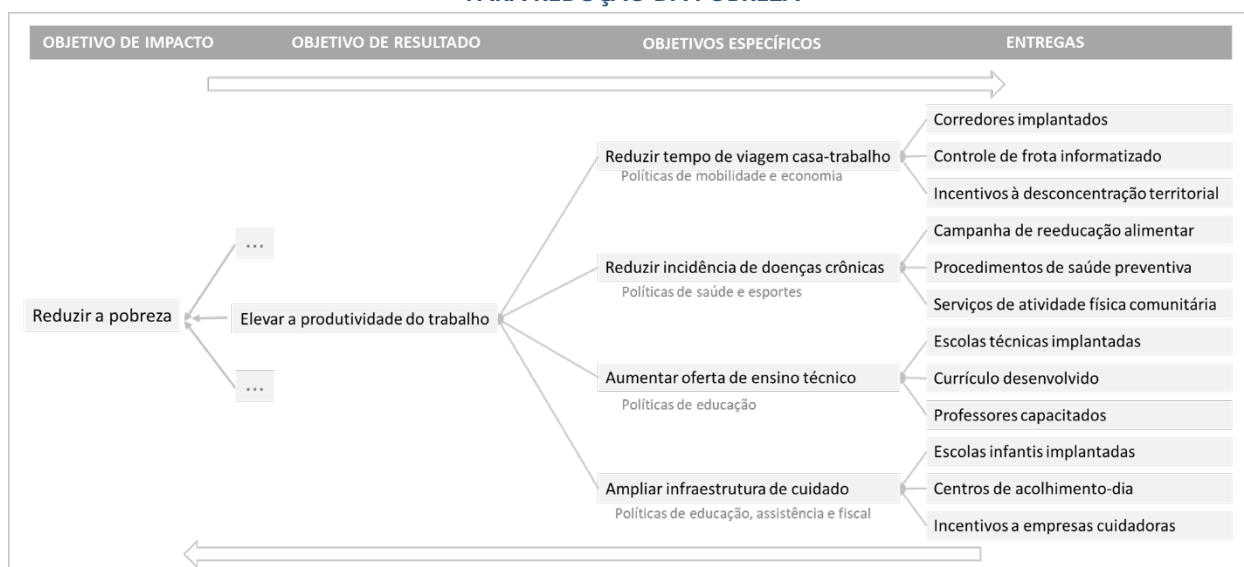 PARA REDUÇÃO DA POBREZA
OBJETIVO DE IMPACTO
OBJETIVO DE RESULTADO
OBJETIVOS ESPECÍFICOS
ENTREGAS
Reduzir a pobreza
...
Elevar a produtividade do trabalho
...
Reduzir tempo de viagem casa-trabalho
Políticas de mobilidade e economia
Reduzir incidência de doenças crônicas
Políticas de saúde e esportes
Aumentar oferta de ensino técnico
Políticas de educação
Ampliar infraestrutura de cuidado
Políticas de educação, assistência e fiscal
Corredores implantados
Controle de frota informatizado
Incentivos à desconcentração territorial
Campanha de reeducação alimentar
Procedimentos de saúde preventiva
Serviços de atividade física comunitária
Escolas técnicas implantadas
Currículo desenvolvido
Professores capacitados
Escolas infantis implantadas
Centros de acolhimento-dia
Incentivos a empresas cuidadoras